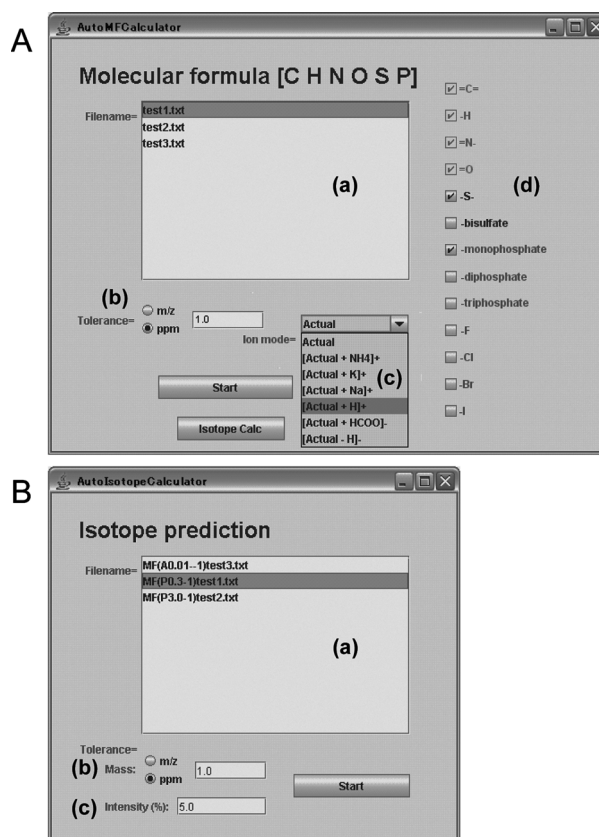 A
AutoMFCalculator
Molecular formula [C H N O S P]
Filename=
test1.txt
test2.txt
test3.txt
(a)
=C=
-H
=N-
=O
-S-
-bisulfate
-monophosphate
-diphosphate
-triphosphate
-F
-Cl
-Br
-I
(d)
(b)
Tolerance=
m/z
ppm
1.0
Ion mode=
Actual
Actual
[Actual + NH4]+
[Actual + K]+
[Actual + Na]+
[Actual + H]+
[Actual + HCOO]-
[Actual - H]-
(c)
Start
Isotope Calc
B
AutoIsotopeCalculator
Isotope prediction
Filename=
MF(A0.01--1)test3.txt
MF(P0.3-1)test1.txt
MF(P3.0-1)test2.txt
(a)
Tolerance=
(b) Mass:
m/z
ppm
1.0
Start
(c) Intensity (%): 5.0